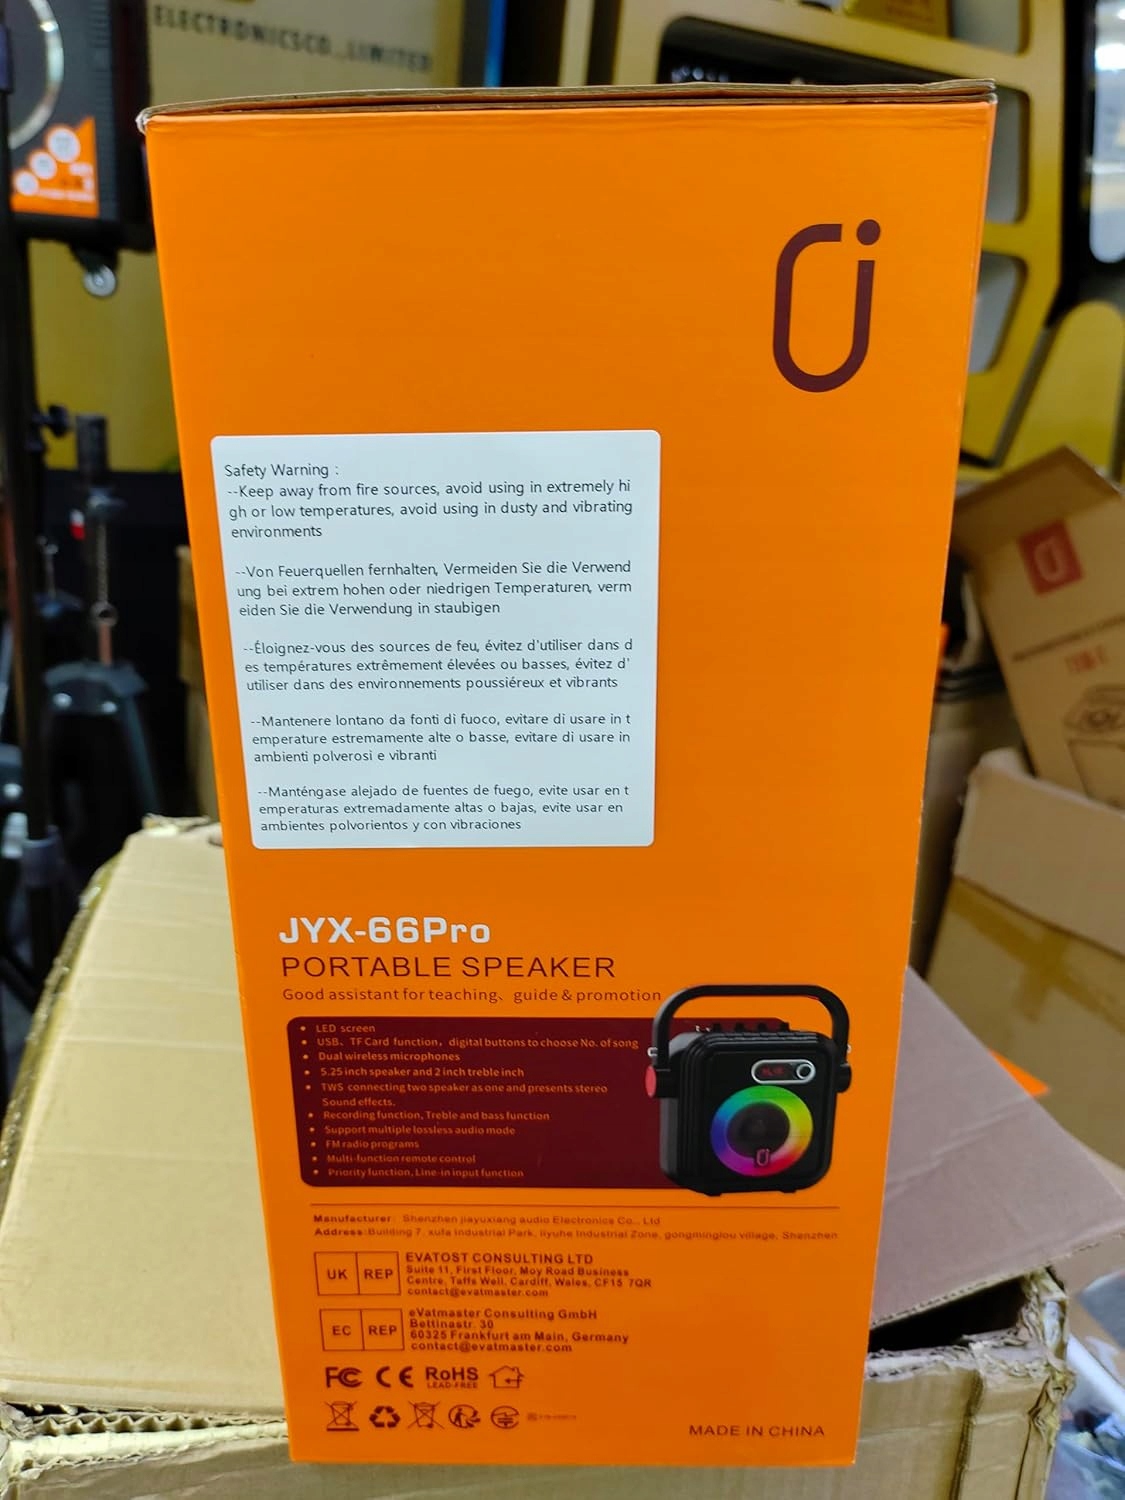 ELECTRONICSCO.,LIMITED
Safety Warning :
--Keep away from fire sources, avoid using in extremely hi
gh or low temperatures, avoid using in dusty and vibrating
environments
--Von Feuerquellen fernhalten, Vermeiden Sie die Verwend
ung bei extrem hohen oder niedrigen Temperaturen, verm
eiden Sie die Verwendung in staubigen
--Éloignez-vous des sources de feu, évitez d'utiliser dans d
es températures extrêmement élevées ou basses, évitez d'
utiliser dans des environnements poussiéreux et vibrants
--Mantenere lontano da fonti di fuoco, evitare di usare in t
emperature estremamente alte o basse, evitare di usare in
ambienti polverosi e vibranti
--Manténgase alejado de fuentes de fuego, evite usar en t
emperaturas extremadamente altas o bajas, evite usar en
ambientes polvorientos y con vibraciones
JYX-66Pro
PORTABLE SPEAKER
Good assistant for teaching、guide & promotion
• LED screen
• USB、TF Card function，digital buttons to choose No. of song
• Dual wireless microphones
• 5.25 inch speaker and 2 inch treble inch
• TWS connecting two speaker as one and presents stereo
Sound effects.
• Recording function, Treble and bass function
• Support multiple lossless audio mode
• FM radio programs
• Multi-function remote control
• Priority function, Line-in input function
Manufacturer: Shenzhen jiayuxiang audio Electronics Co., Ltd
Address:Building 7, xufa Industrial Park, liyuhe Industrial Zone, gongminglou village, Shenzhen
UK REP
EVATOST CONSULTING LTD
Suite 11, First Floor, Moy Road Business
Centre, Taffs Well, Cardiff, Wales, CF15 7QR
contact@evatmaster.com
EC REP
eVatmaster Consulting GmbH
Bettinastr. 30
60325 Frankfurt am Main, Germany
contact@evatmaster.com
FC CE RoHS
LEAD-FREE
MADE IN CHINA